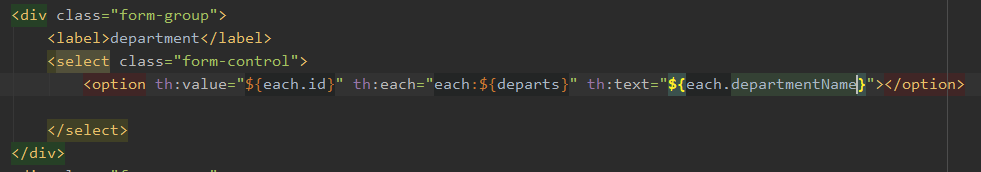 <div class="form-group">
<label>department</label>
<select class="form-control">
<option th:value="${each.id}" th:each="each:${departs}" th:text="${each.departmentName}"></option>
</select>
</div>